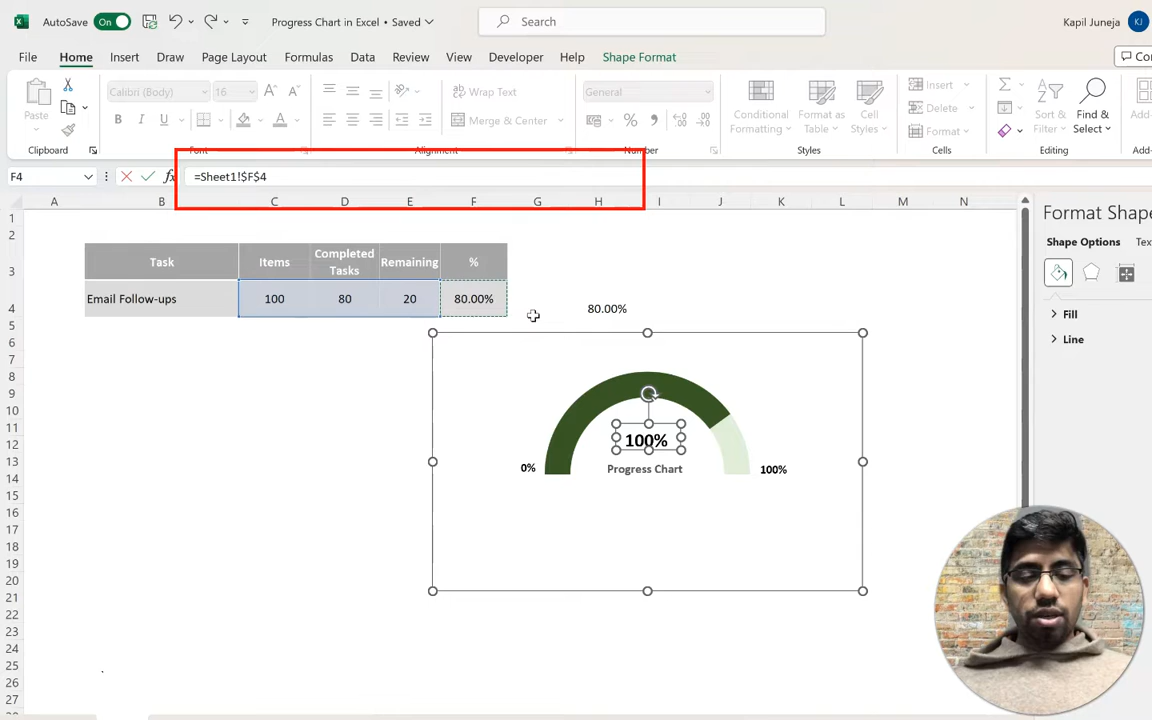 AutoSave On Progress Chart in Excel • Saved Search Kapil Juneja KJ
File Home Insert Draw Page Layout Formulas Data Review View Developer Help Shape Format
Calibri (Body) 16 Wrap Text General Insert
Paste B I U A Merge & Center Conditional Formatting Format as Table Cell Styles Delete Sort & Filter Find & Select
Format
Clipboard Font Alignment Number Styles Cells Editing
F4 fx =Sheet1!$F$4
A B C D E F G H I J K L M N
Format Shape
Shape Options
Fill
Line
Task Items Completed Tasks Remaining %
Email Follow-ups 100 80 20 80.00%
80.00%
100%
0% Progress Chart 100%
1
2
3
4
5
6
7
8
9
10
11
12
13
14
15
16
17
18
19
20
21
22
23
24
25
26
27